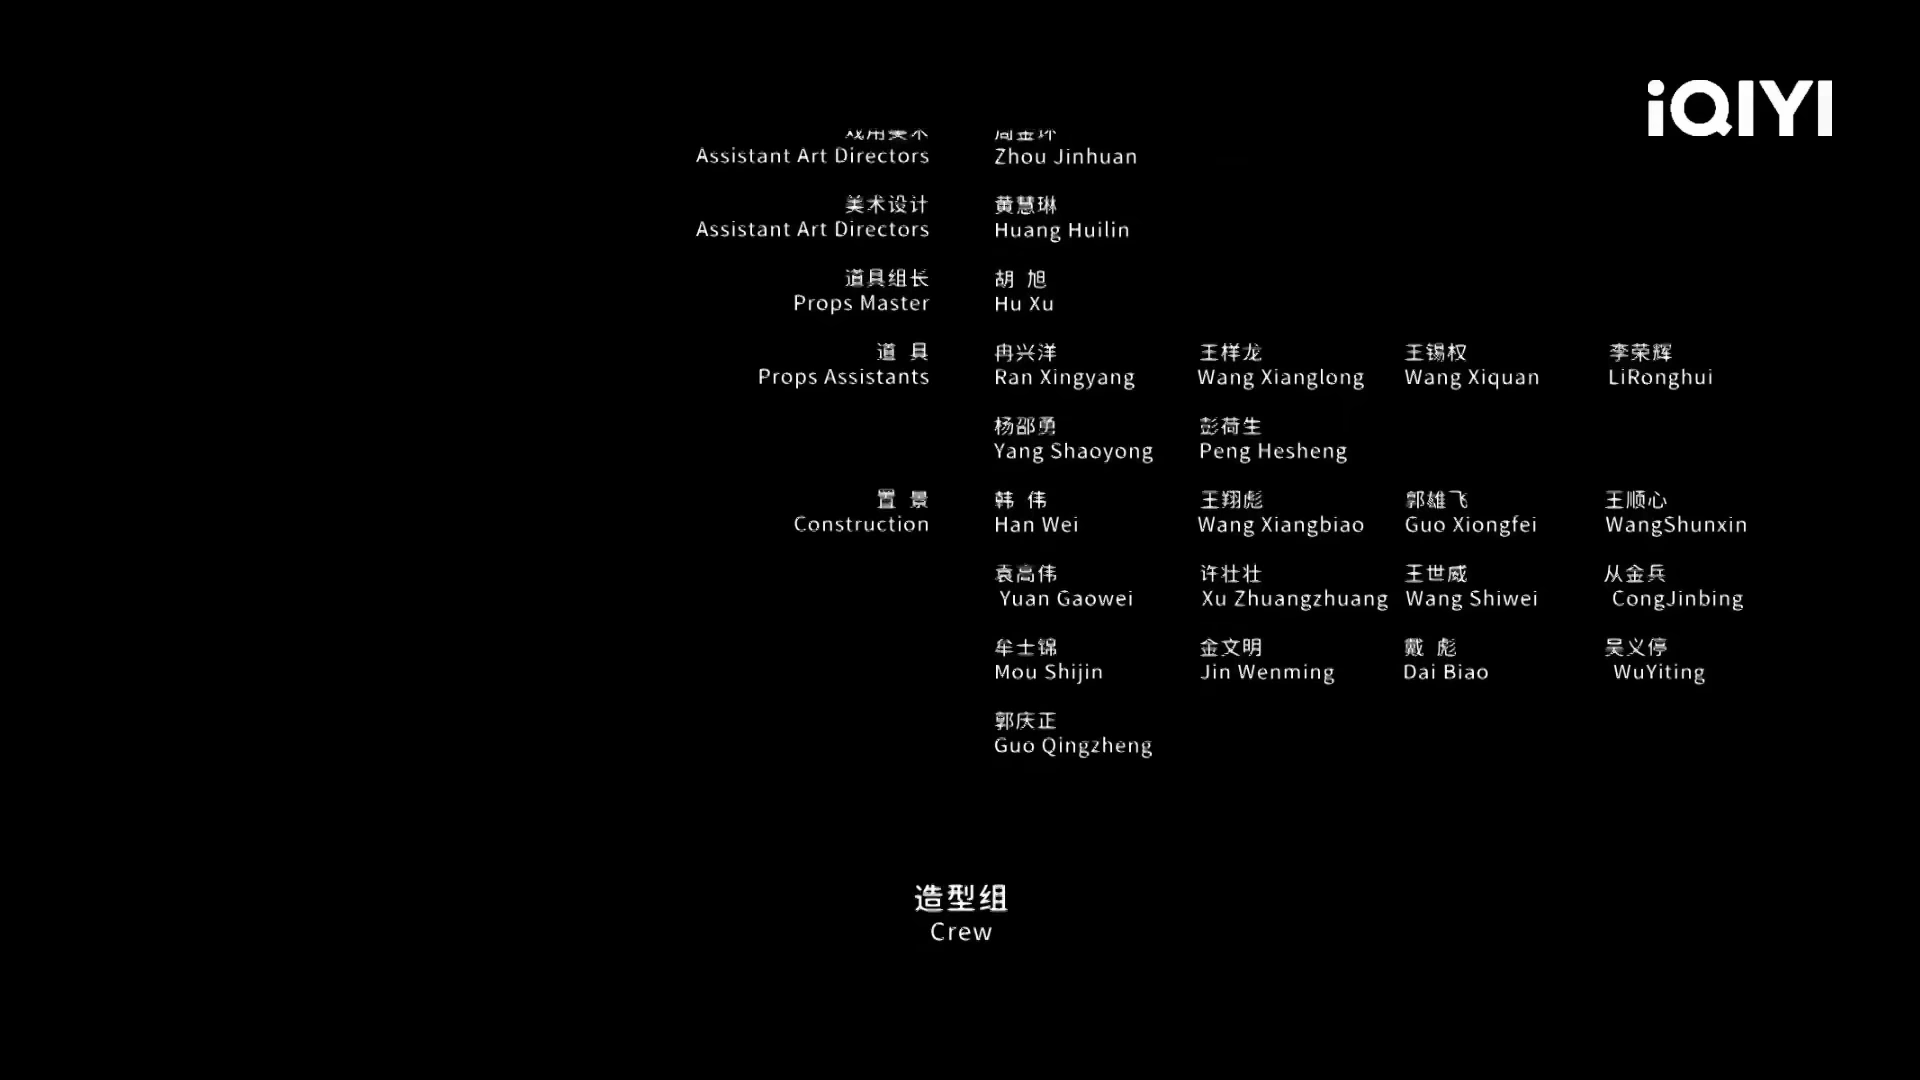 iQIYI
Assistant Art Directors Zhou Jinhuan
美术设计 黄慧琳
Assistant Art Directors Huang Huilin
道具组长 胡 旭
Props Master Hu Xu
道 具 冉兴洋 王样龙 王锡权 李荣辉
Props Assistants Ran Xingyang Wang Xianglong Wang Xiquan LiRonghui
杨邵勇 彭荷生
Yang Shaoyong Peng Hesheng
置 景 韩 伟 王翔彪 郭雄飞 王顺心
Construction Han Wei Wang Xiangbiao Guo Xiongfei WangShunxin
袁高伟 许壮壮 王世威 从金兵
Yuan Gaowei Xu Zhuangzhuang Wang Shiwei CongJinbing
牟士锦 金文明 戴 彪 吴义停
Mou Shijin Jin Wenming Dai Biao WuYiting
郭庆正
Guo Qingzheng
造型组
Crew